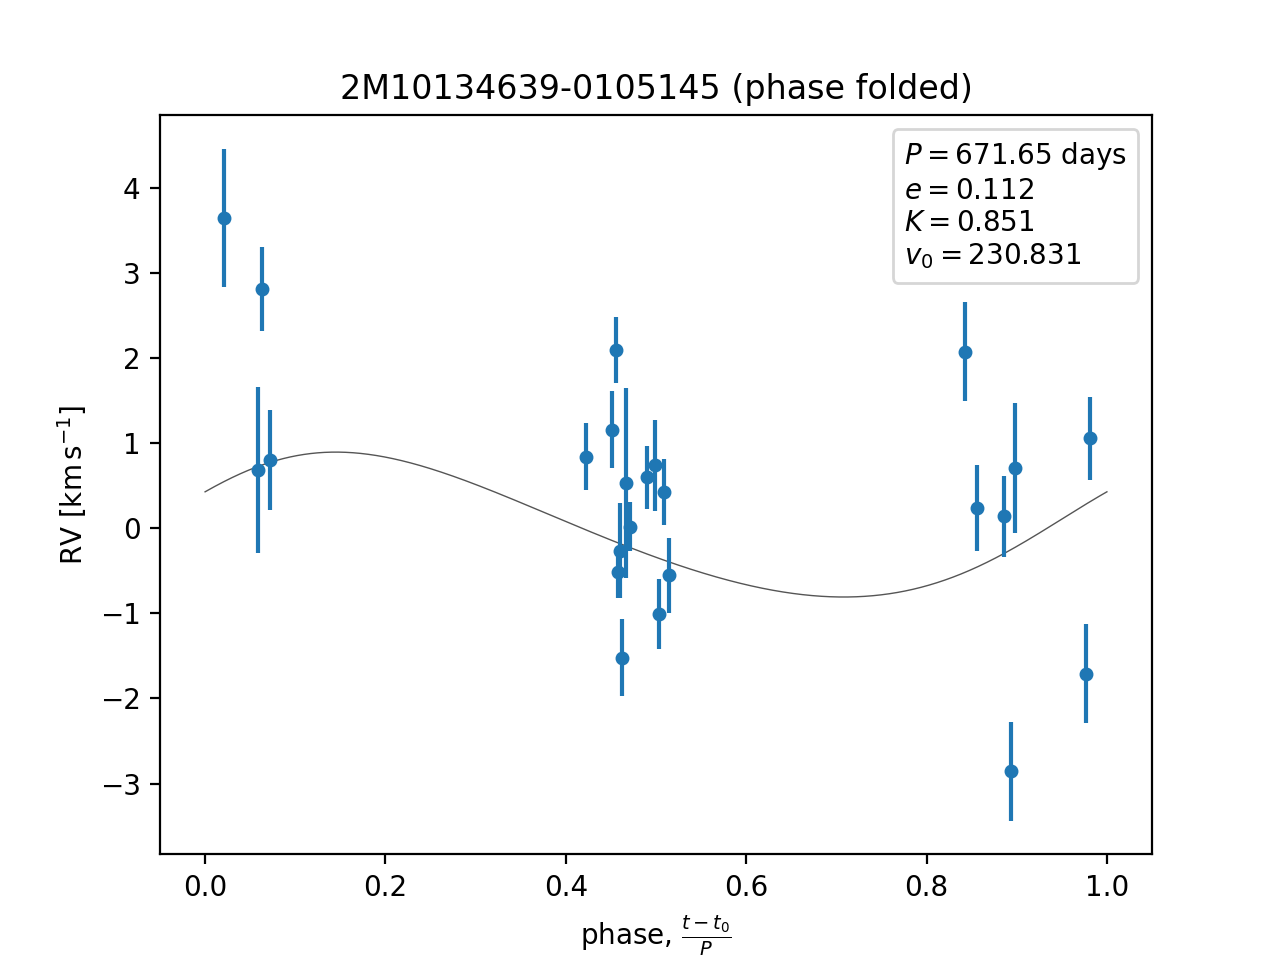 2M10134639-0105145 (phase folded)
P = 671.65 days
e = 0.112
K = 0.851
v₀ = 230.831
RV [km s⁻¹]
4
3
2
1
0
−1
−2
−3
0.0 0.2 0.4 0.6 0.8 1.0
phase, (t − t₀)/P